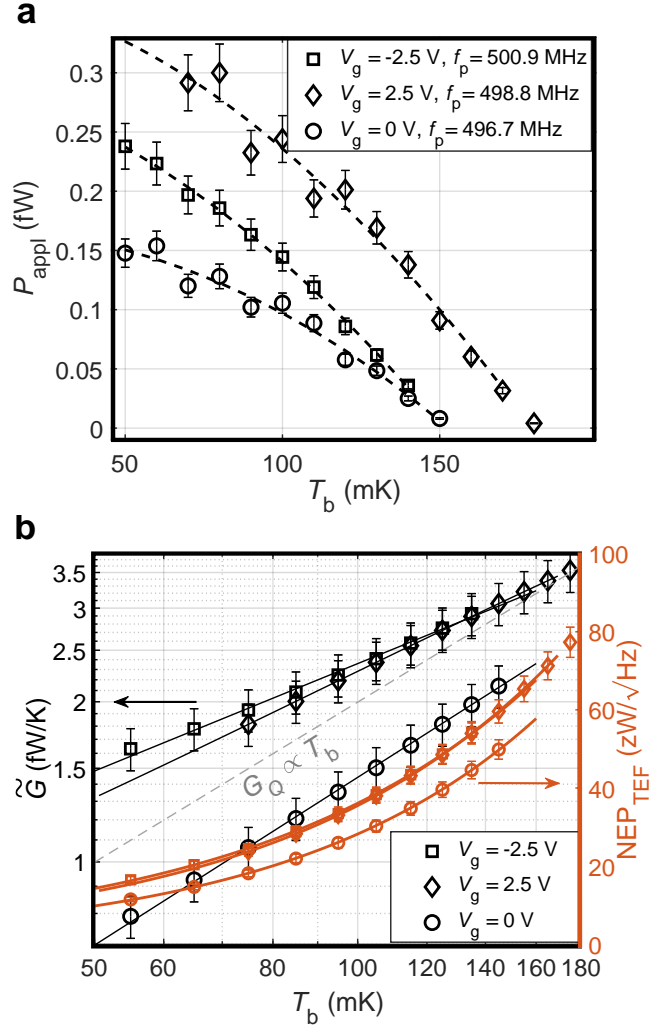 a
V_g = -2.5 V, f_p = 500.9 MHz
V_g = 2.5 V, f_p = 498.8 MHz
V_g = 0 V, f_p = 496.7 MHz
0.3
0.25
0.2
0.15
0.1
0.05
0
P_appl (fW)
50
100
150
T_b (mK)
b
3.5
3
2.5
2
1.5
1
G̃ (fW/K)
G_Q ∝ T_b
100
80
60
40
20
0
NEP_TEF (zW/√Hz)
V_g = -2.5 V
V_g = 2.5 V
V_g = 0 V
50
60
80
100
120
140
160
180
T_b (mK)